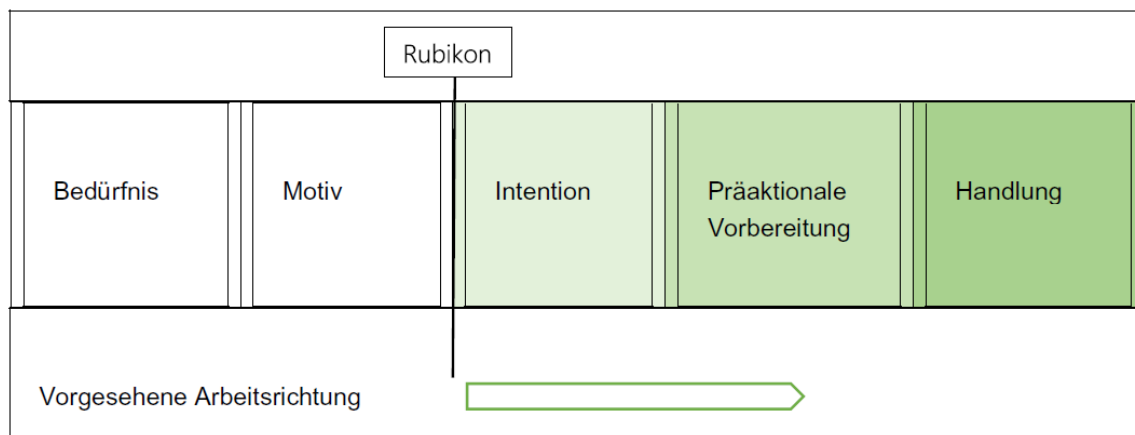 Rubikon
Bedürfnis
Motiv
Intention
Präaktionale
Vorbereitung
Handlung
Vorgesehene Arbeitsrichtung